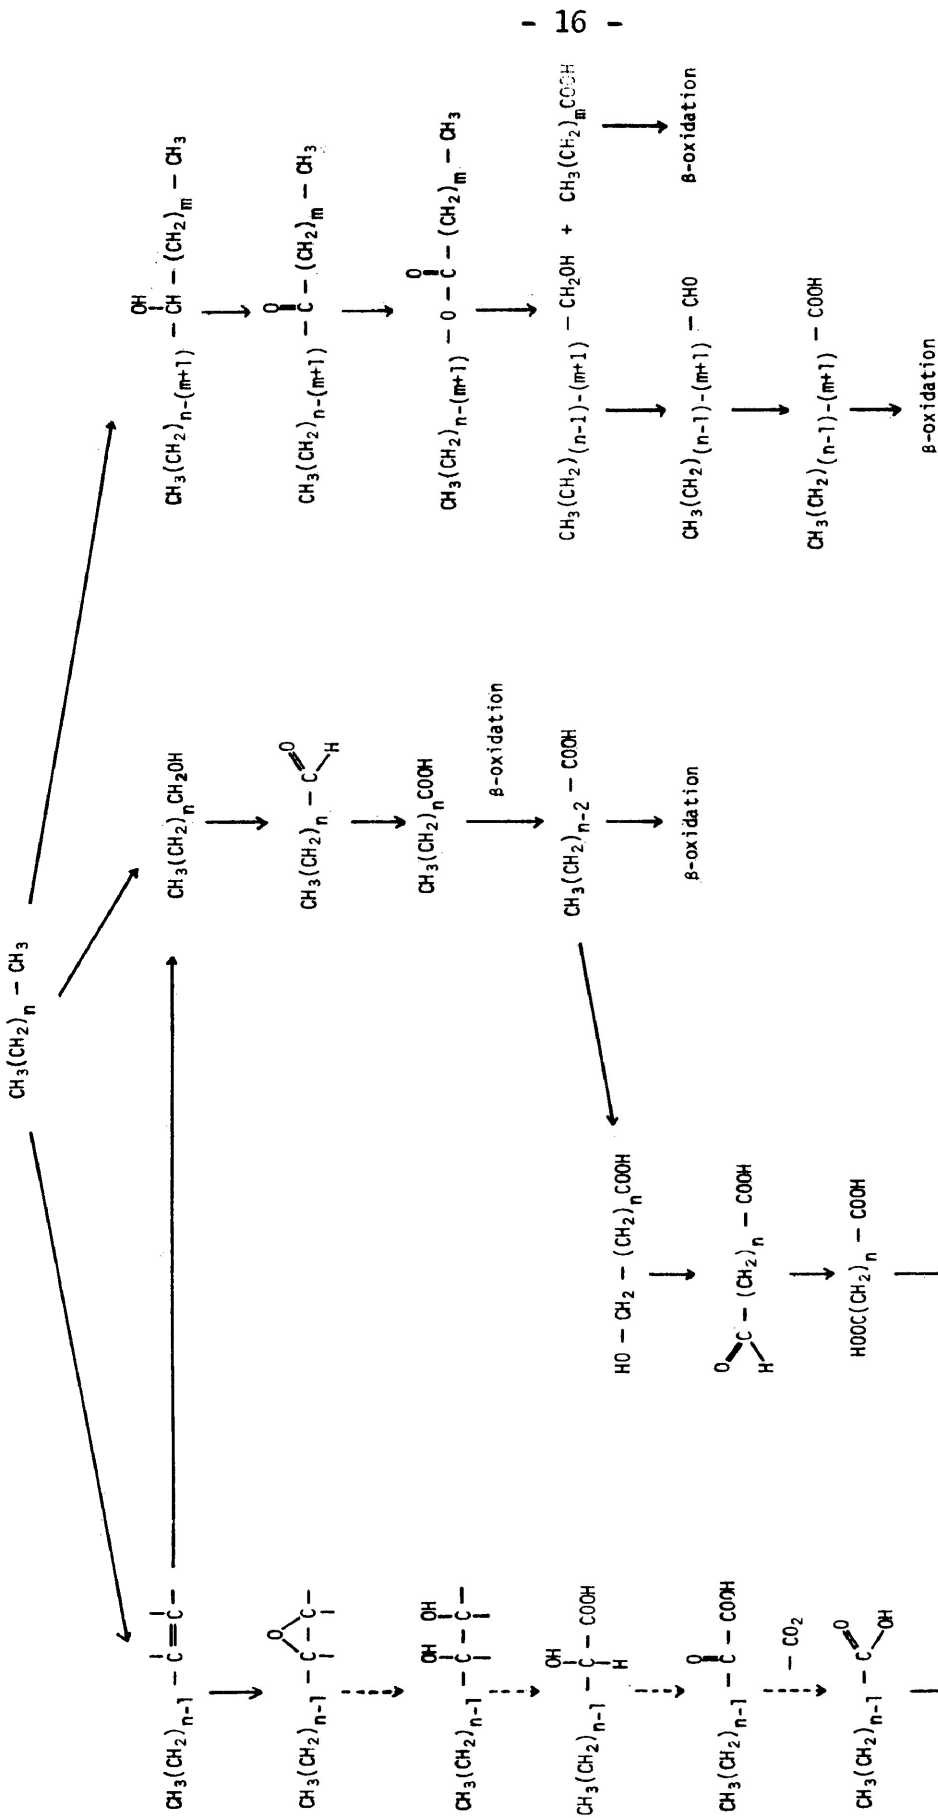 - 16 -
CH₃(CH₂)ₙ — CH₃
CH₃(CH₂)ₙ₋₁ — C = C —
O
CH₃(CH₂)ₙ₋₁ — C — C —
OH OH
CH₃(CH₂)ₙ₋₁ — C — C —
OH
CH₃(CH₂)ₙ₋₁ — C — COOH
H
O
CH₃(CH₂)ₙ₋₁ — C — COOH
— CO₂
O
CH₃(CH₂)ₙ₋₁ — C
OH
CH₃(CH₂)ₙCH₂OH
O
CH₃(CH₂)ₙ — C
H
CH₃(CH₂)ₙCOOH
β-oxidation
CH₃(CH₂)ₙ₋₂ — COOH
β-oxidation
HO — CH₂ — (CH₂)ₙCOOH
O
C — (CH₂)ₙ — COOH
H
HOOC(CH₂)ₙ — COOH
OH
CH₃(CH₂)ₙ₋₍ₘ₊₁₎ — CH — (CH₂)ₘ — CH₃
O
CH₃(CH₂)ₙ₋₍ₘ₊₁₎ — C — (CH₂)ₘ — CH₃
O
CH₃(CH₂)ₙ₋₍ₘ₊₁₎ — O — C — (CH₂)ₘ — CH₃
CH₃(CH₂)₍ₙ₋₁₎₋₍ₘ₊₁₎ — CH₂OH + CH₃(CH₂)ₘCOOH
β-oxidation
CH₃(CH₂)₍ₙ₋₁₎₋₍ₘ₊₁₎ — CHO
CH₃(CH₂)₍ₙ₋₁₎₋₍ₘ₊₁₎ — COOH
β-oxidation